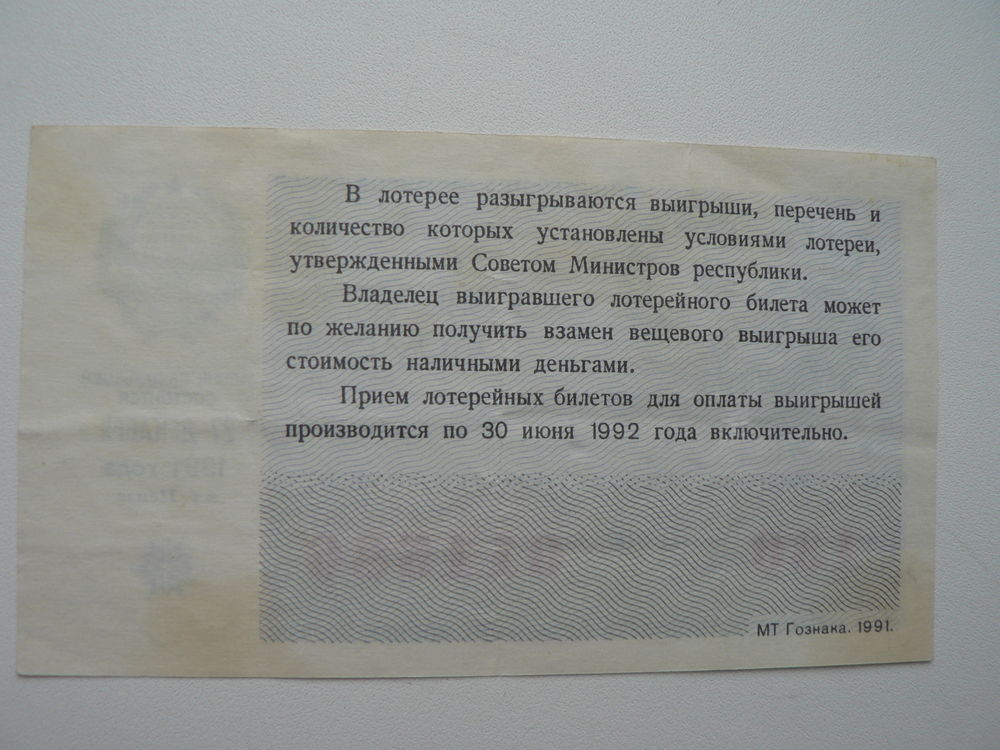 В лотерее разыгрываются выигрыши, перечень и
количество которых установлены условиями лотереи,
утвержденными Советом Министров республики.
Владелец выигравшего лотерейного билета может
по желанию получить взамен вещевого выигрыша его
стоимость наличными деньгами.
Прием лотерейных билетов для оплаты выигрышей
производится по 30 июня 1992 года включительно.
МТ Гознака. 1991.